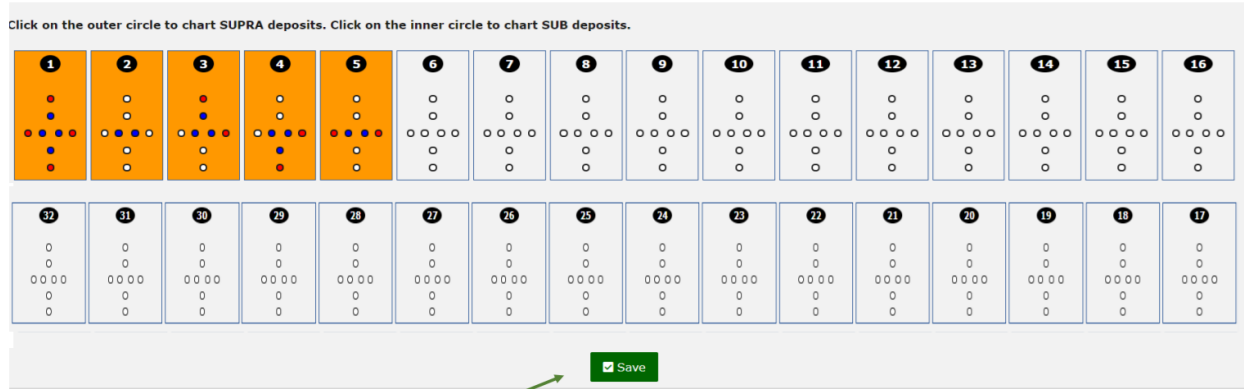 Click on the outer circle to chart SUPRA deposits. Click on the inner circle to chart SUB deposits.
1 2 3 4 5 6 7 8 9 10 11 12 13 14 15 16
32 31 30 29 28 27 26 25 24 23 22 21 20 19 18 17
Save